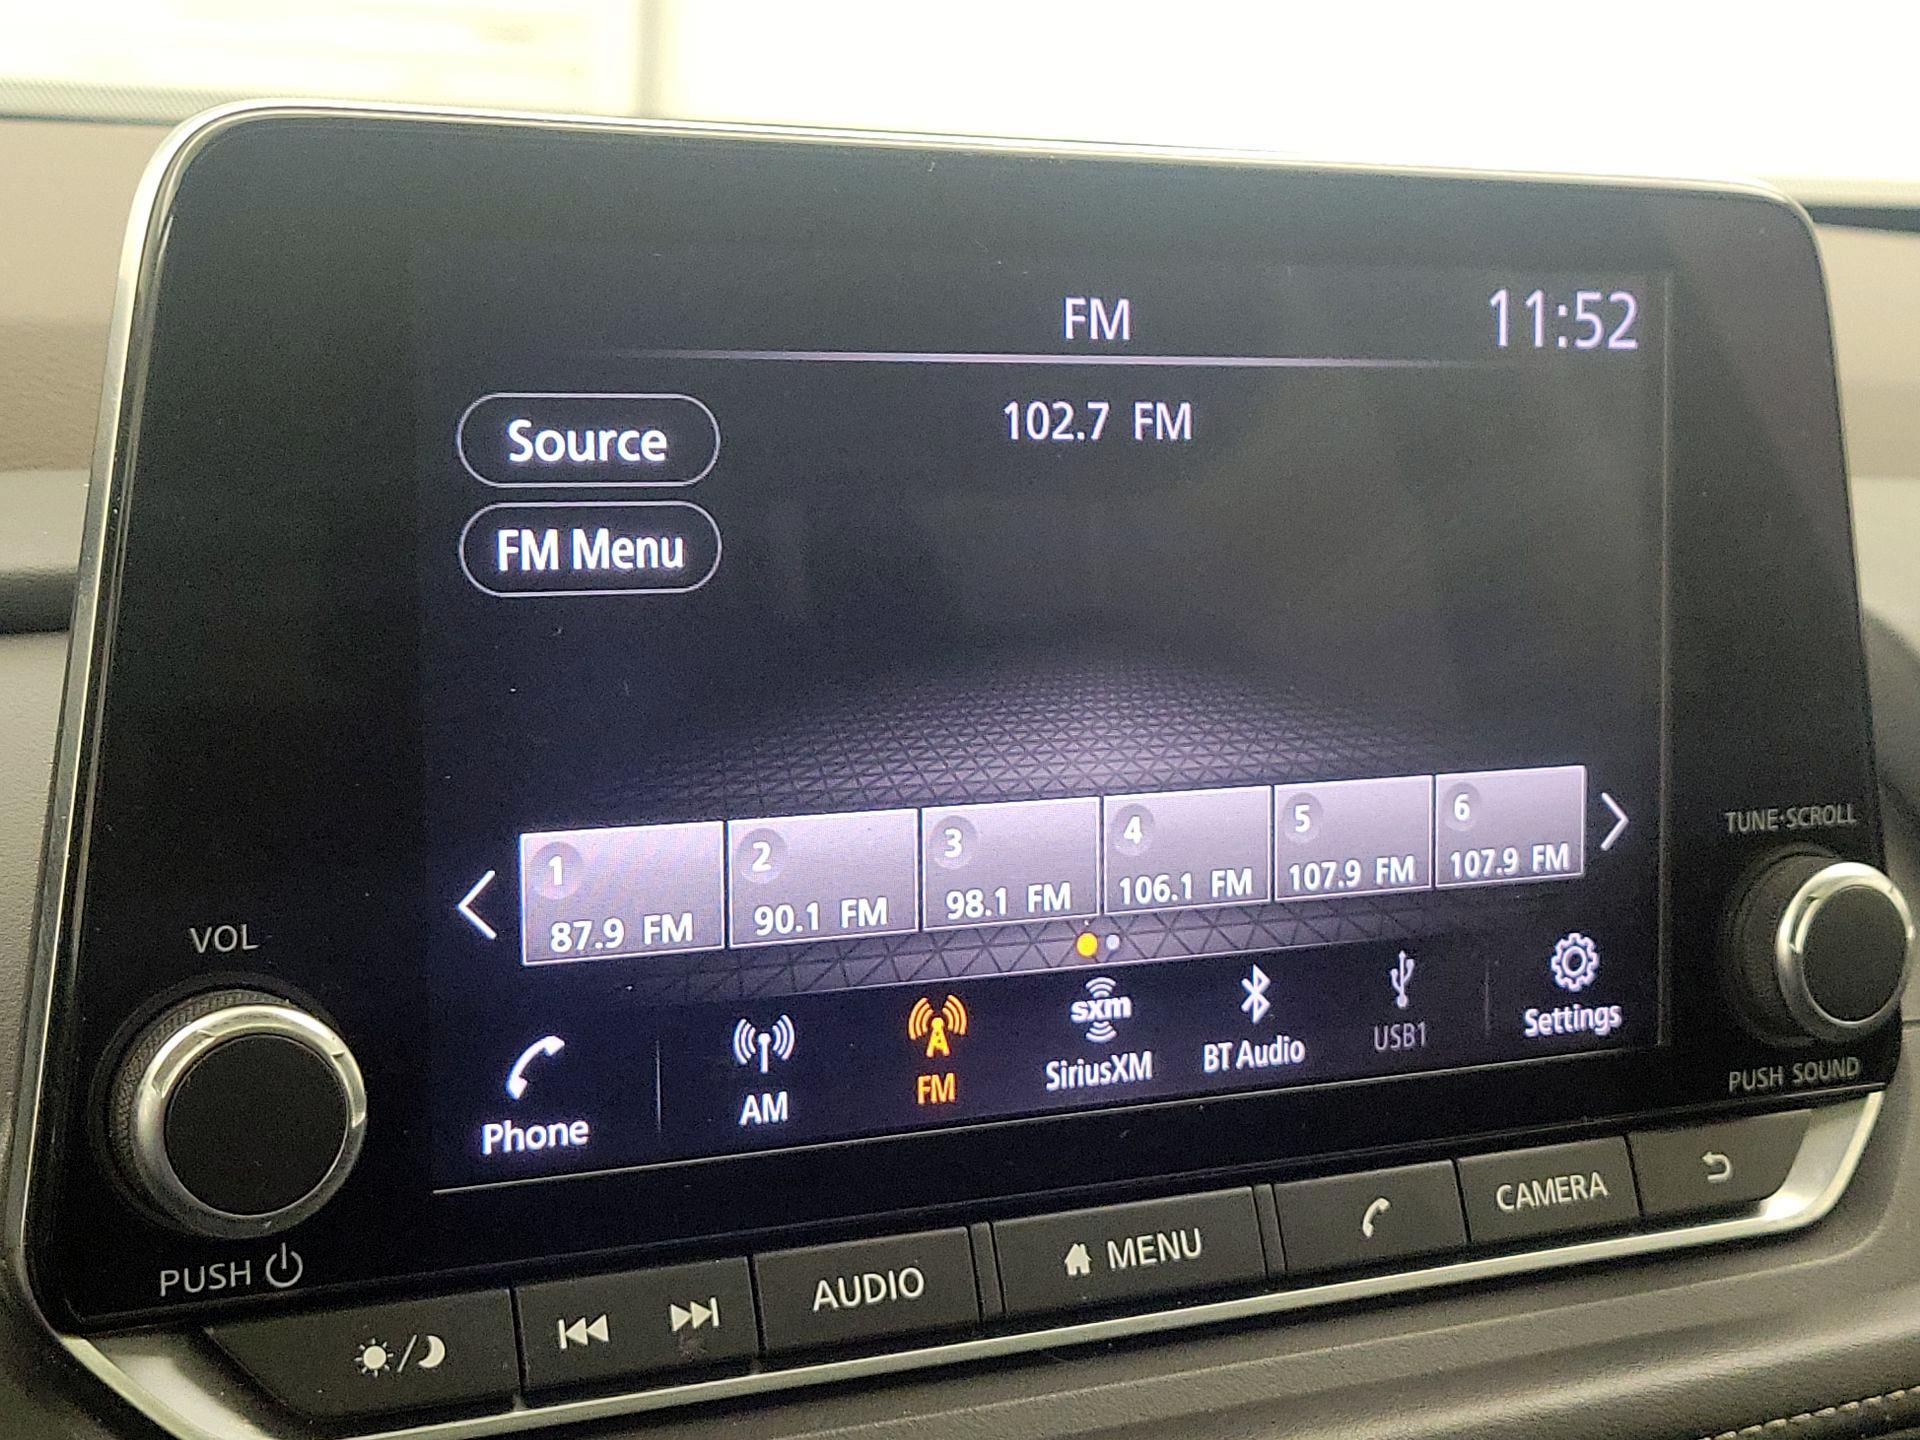 FM
11:52
Source
102.7 FM
FM Menu
1
87.9 FM
2
90.1 FM
3
98.1 FM
4
106.1 FM
5
107.9 FM
6
107.9 FM
Phone
AM
FM
sxm
SiriusXM
BT Audio
USB1
Settings
VOL
PUSH
TUNE·SCROLL
PUSH SOUND
AUDIO
MENU
CAMERA